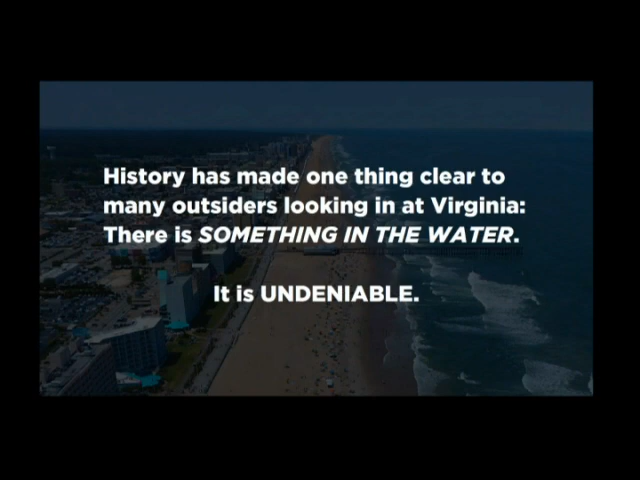 History has made one thing clear to
many outsiders looking in at Virginia:
There is SOMETHING IN THE WATER.
It is UNDENIABLE.